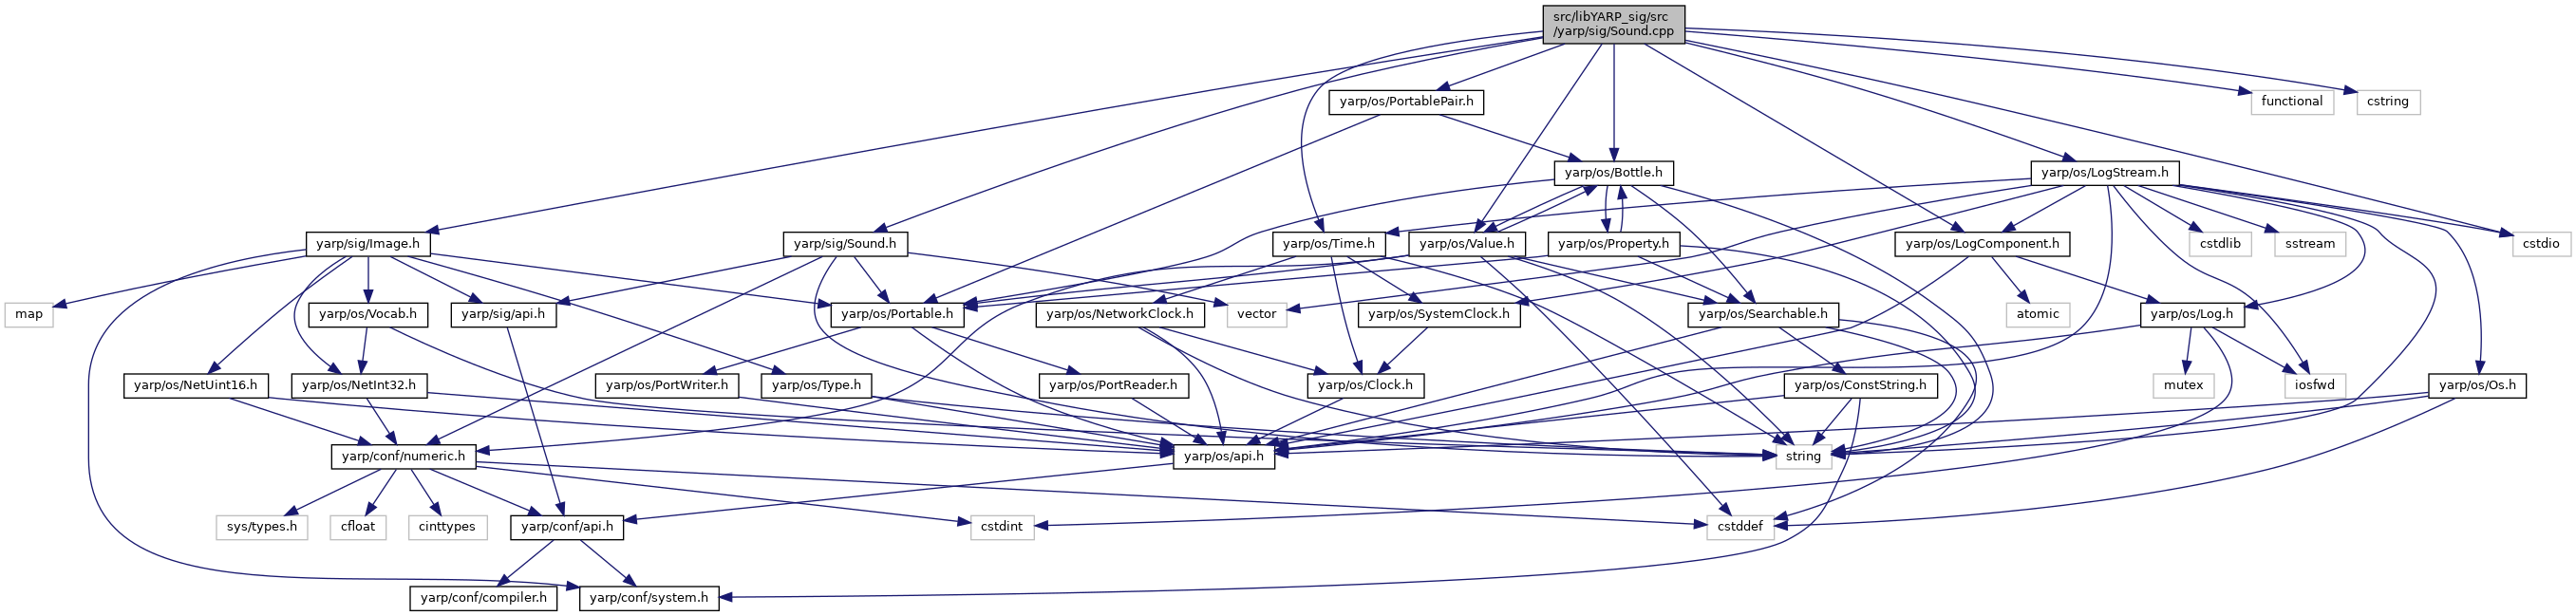 src/libYARP_sig/src
/yarp/sig/Sound.cpp
yarp/os/PortablePair.h
functional
cstring
yarp/os/Bottle.h
yarp/os/LogStream.h
yarp/sig/Image.h
yarp/sig/Sound.h
yarp/os/Time.h
yarp/os/Value.h
yarp/os/Property.h
yarp/os/LogComponent.h
cstdlib
sstream
cstdio
map
yarp/os/Vocab.h
yarp/sig/api.h
yarp/os/Portable.h
yarp/os/NetworkClock.h
vector
yarp/os/SystemClock.h
yarp/os/Searchable.h
atomic
yarp/os/Log.h
yarp/os/NetUint16.h
yarp/os/NetInt32.h
yarp/os/PortWriter.h
yarp/os/Type.h
yarp/os/PortReader.h
yarp/os/Clock.h
yarp/os/ConstString.h
mutex
iosfwd
yarp/os/Os.h
yarp/conf/numeric.h
yarp/os/api.h
string
sys/types.h
cfloat
cinttypes
yarp/conf/api.h
cstdint
cstddef
yarp/conf/compiler.h
yarp/conf/system.h